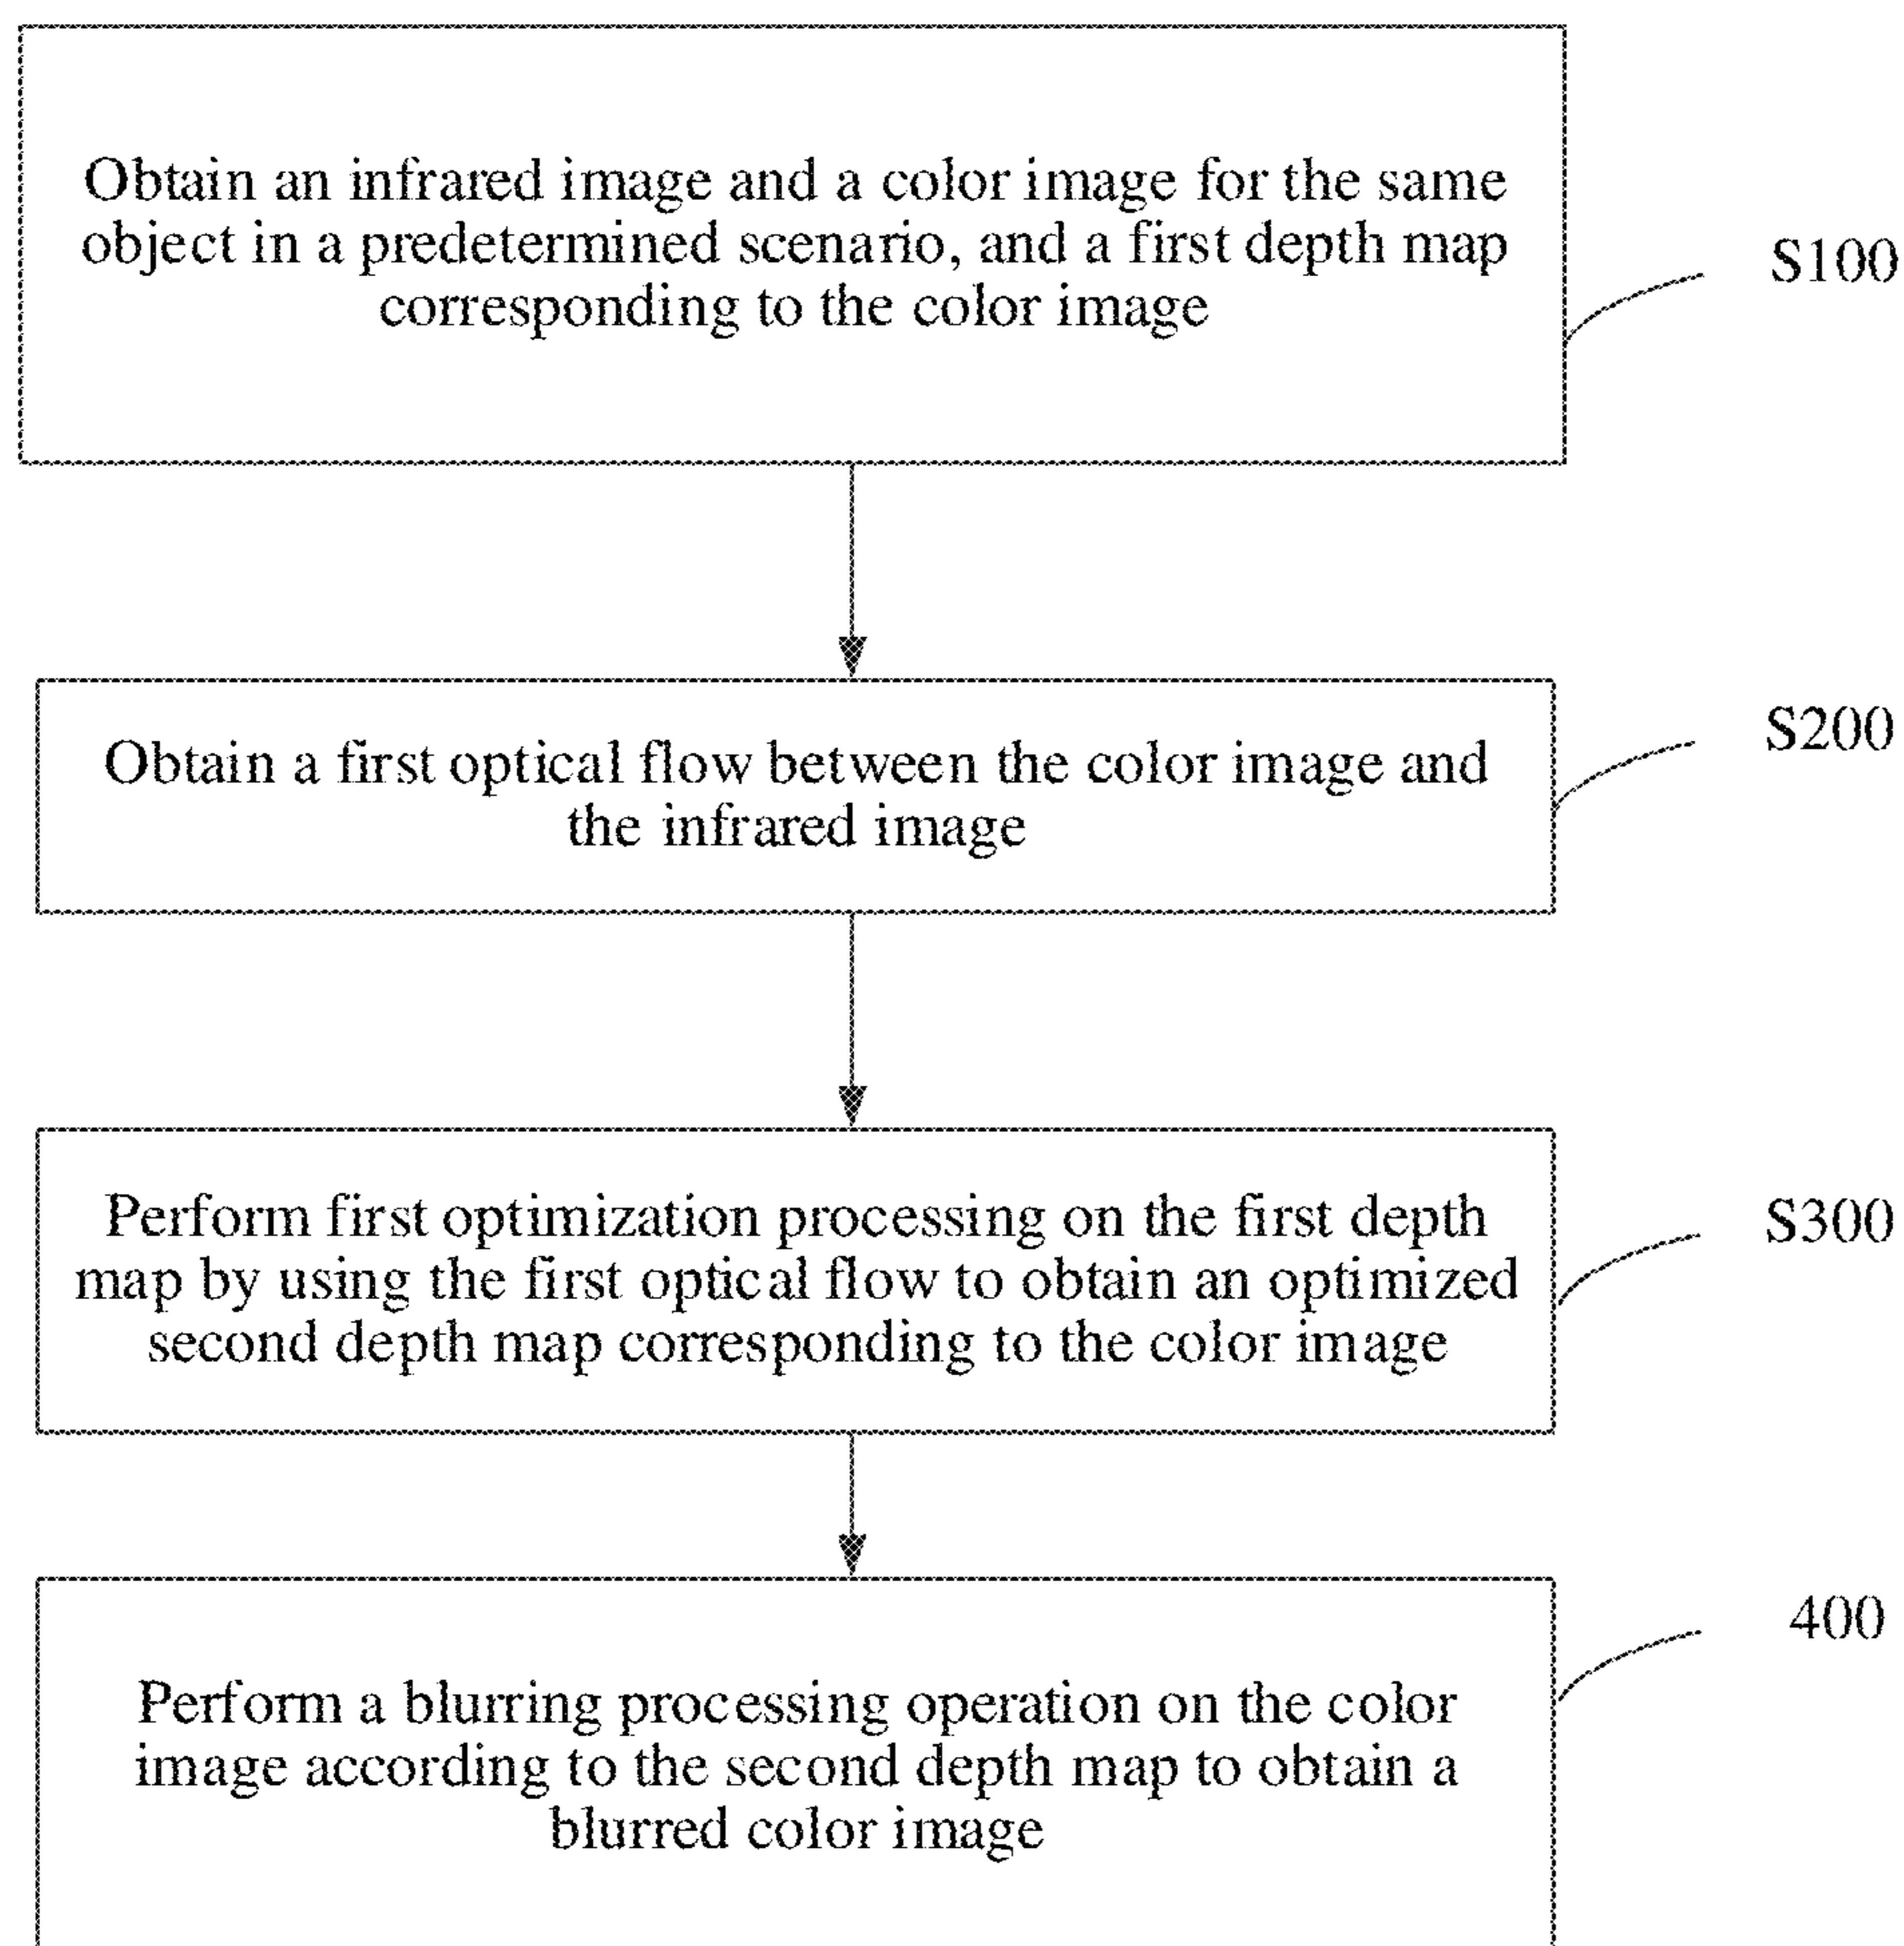 Obtain an infrared image and a color image for the same
object in a predetermined scenario, and a first depth map
corresponding to the color image
S100
Obtain a first optical flow between the color image and
the infrared image
S200
Perform first optimization processing on the first depth
map by using the first optical flow to obtain an optimized
second depth map corresponding to the color image
S300
Perform a blurring processing operation on the color
image according to the second depth map to obtain a
blurred color image
400